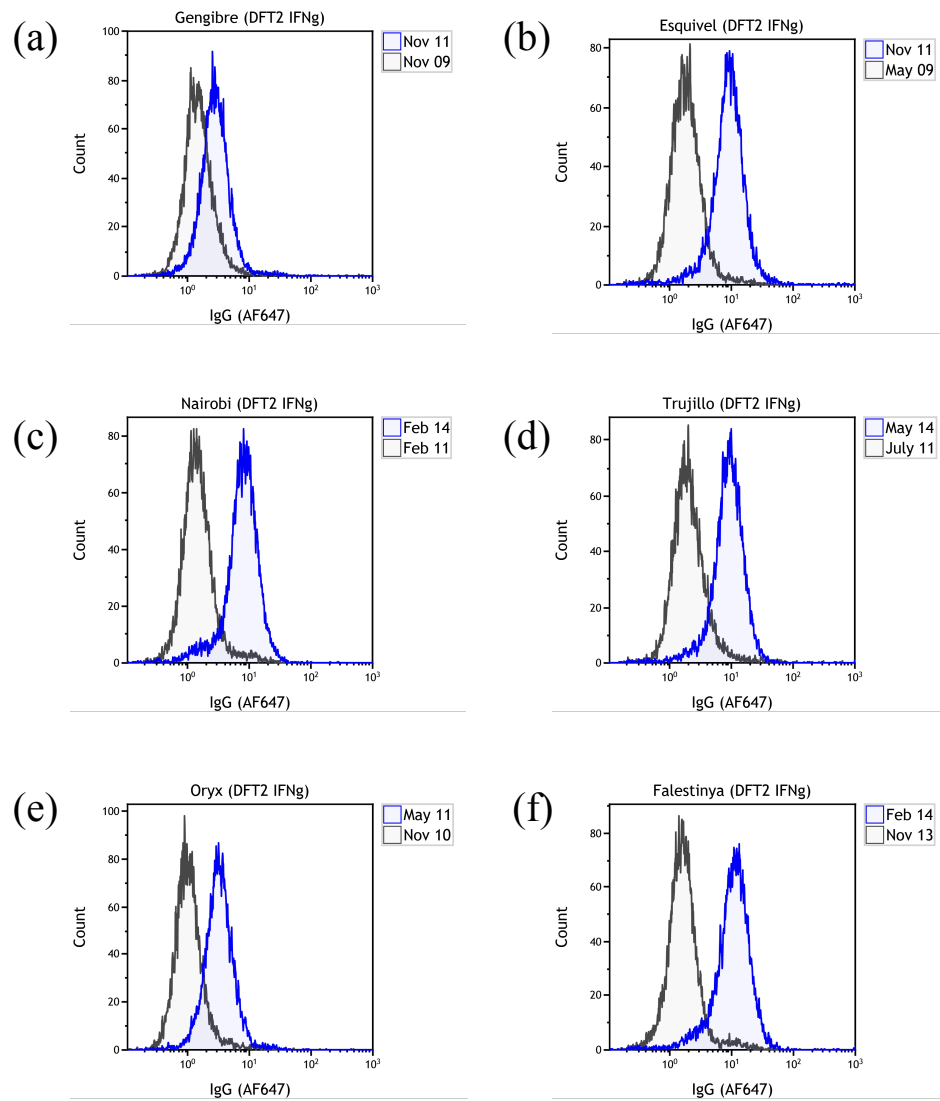 (a)
Gengibre (DFT2 IFNg)
Nov 11
Nov 09
100
80
60
40
20
0
Count
10⁰
10¹
10²
10³
IgG (AF647)
(b)
Esquivel (DFT2 IFNg)
Nov 11
May 09
80
60
40
20
0
Count
10⁰
10¹
10²
10³
IgG (AF647)
(c)
Nairobi (DFT2 IFNg)
Feb 14
Feb 11
80
60
40
20
0
Count
10⁰
10¹
10²
10³
IgG (AF647)
(d)
Trujillo (DFT2 IFNg)
May 14
July 11
80
60
40
20
0
Count
10⁰
10¹
10²
10³
IgG (AF647)
(e)
Oryx (DFT2 IFNg)
May 11
Nov 10
100
80
60
40
20
0
Count
10⁰
10¹
10²
10³
IgG (AF647)
(f)
Falestinya (DFT2 IFNg)
Feb 14
Nov 13
80
60
40
20
0
Count
10⁰
10¹
10²
10³
IgG (AF647)